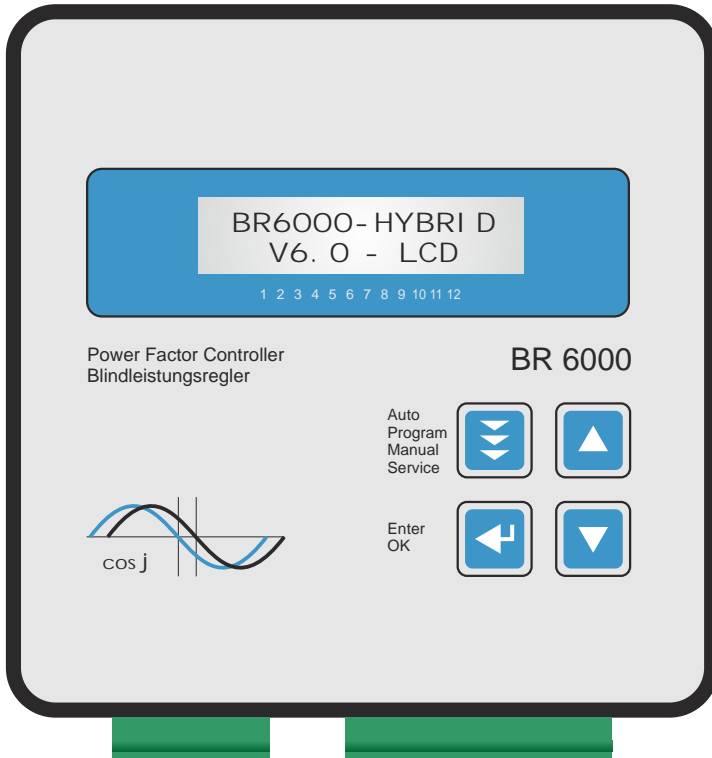 BR6000-HYBRID
V6.0 - LCD
1 2 3 4 5 6 7 8 9 10 11 12
Power Factor Controller
Blindleistungsregler
BR 6000
Auto
Program
Manual
Service
Enter
OK
cos j